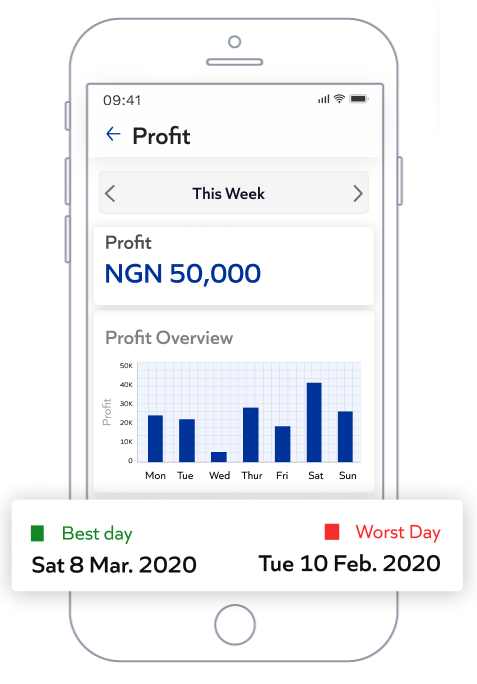 09:41
← Profit
This Week
Profit
NGN 50,000
Profit Overview
50K
40K
30K
20K
10K
0
Profit
Mon Tue Wed Thur Fri Sat Sun
Best day Worst Day
Sat 8 Mar. 2020 Tue 10 Feb. 2020